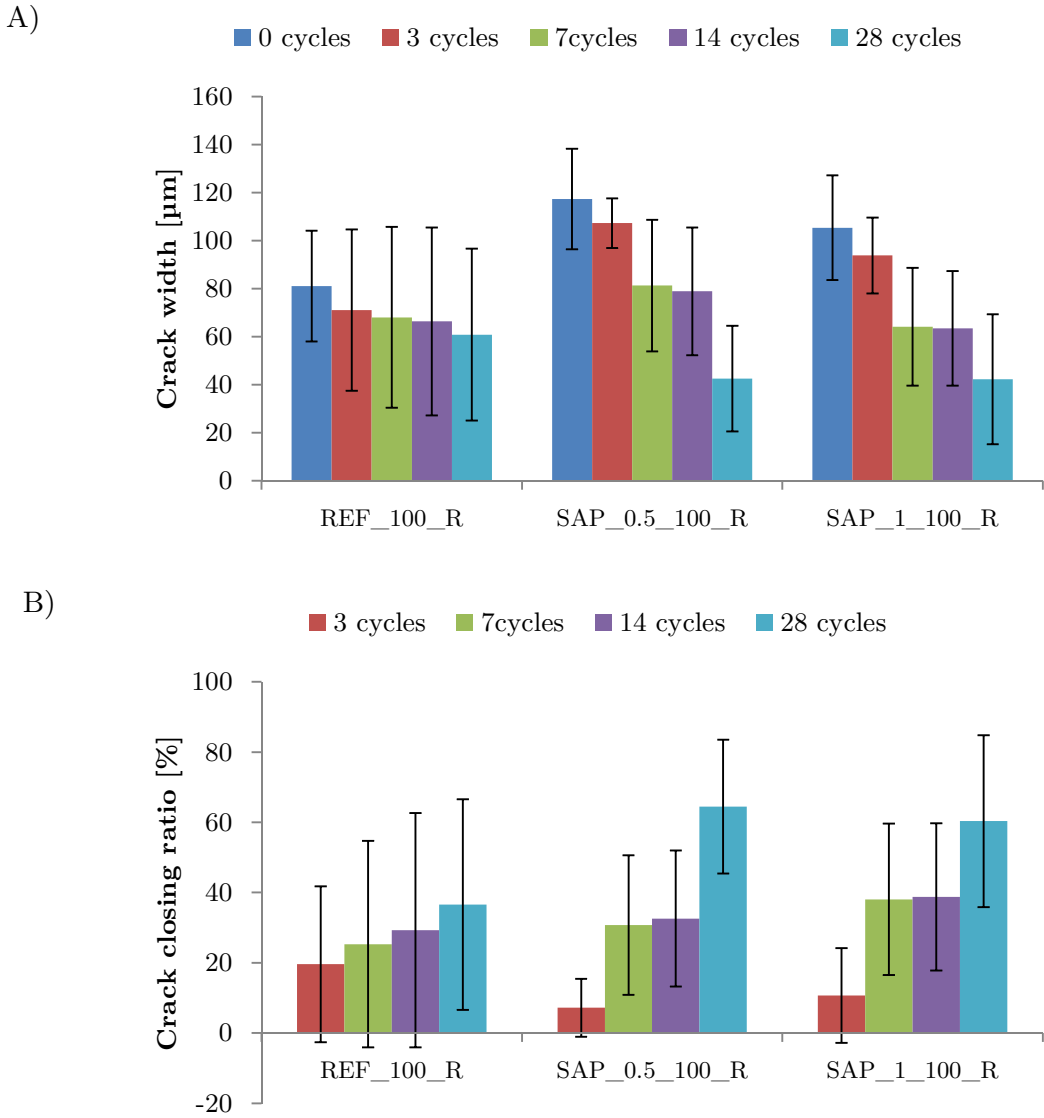 A)
0 cycles 3 cycles 7cycles 14 cycles 28 cycles
Crack width [µm]
160
140
120
100
80
60
40
20
0
REF_100_R SAP_0.5_100_R SAP_1_100_R
B)
3 cycles 7cycles 14 cycles 28 cycles
Crack closing ratio [%]
100
80
60
40
20
0
-20
REF_100_R SAP_0.5_100_R SAP_1_100_R